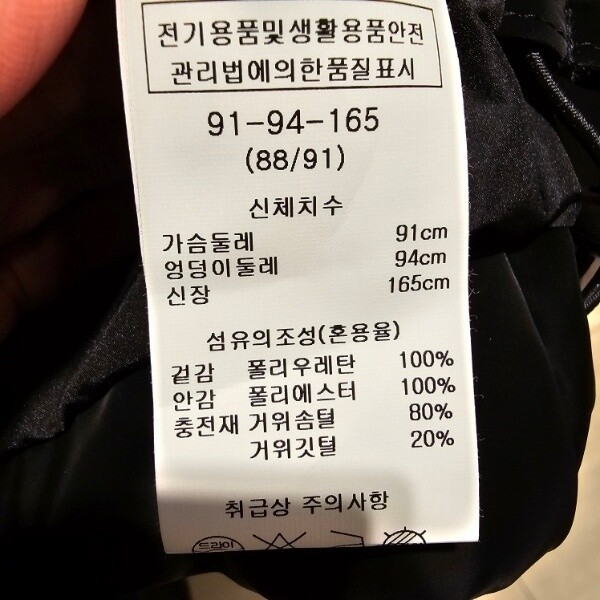 전기용품및생활용품안전
관리법에의한품질표시
91-94-165
(88/91)
신체치수
가슴둘레 91cm
엉덩이둘레 94cm
신장 165cm
섬유의조성(혼용율)
겉감 폴리우레탄 100%
안감 폴리에스터 100%
충전재 거위솜털 80%
거위깃털 20%
취급상 주의사항
드라이